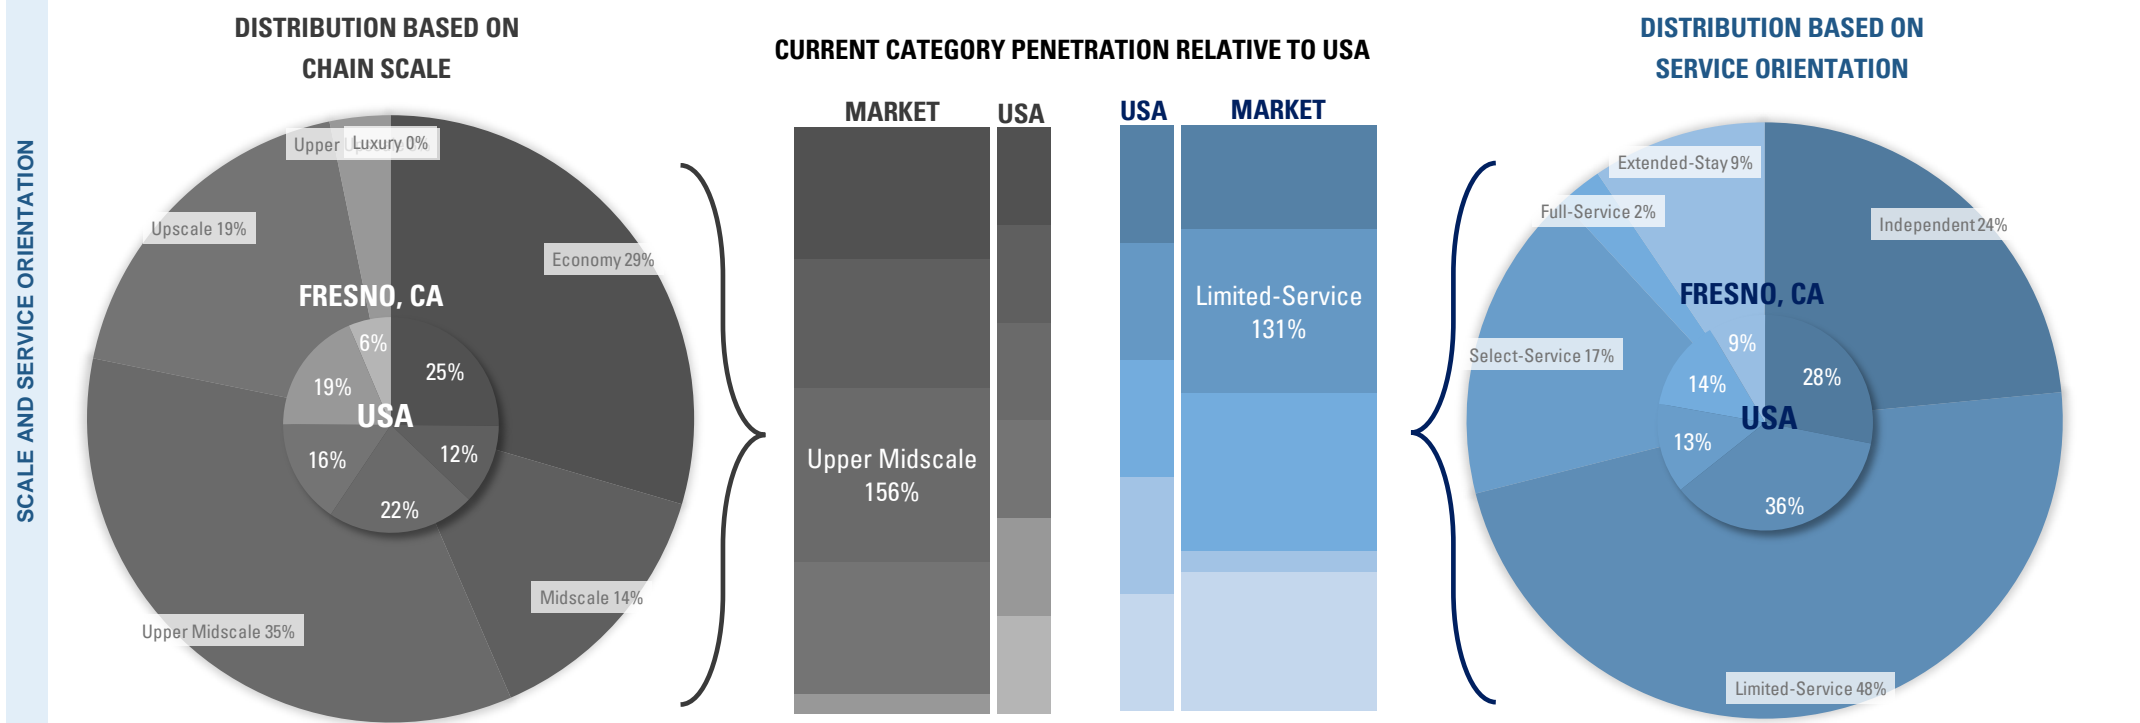 SCALE AND SERVICE ORIENTATION
DISTRIBUTION BASED ON
CHAIN SCALE
Upper
Luxury 0%
Upscale 19%
Economy 29%
FRESNO, CA
6%
25%
19%
USA
12%
16%
22%
Midscale 14%
Upper Midscale 35%
CURRENT CATEGORY PENETRATION RELATIVE TO USA
MARKET
USA
Upper Midscale
156%
USA
MARKET
Limited-Service
131%
DISTRIBUTION BASED ON
SERVICE ORIENTATION
Extended-Stay 9%
Full-Service 2%
Independent 24%
FRESNO, CA
9%
Select-Service 17%
28%
14%
USA
13%
36%
Limited-Service 48%